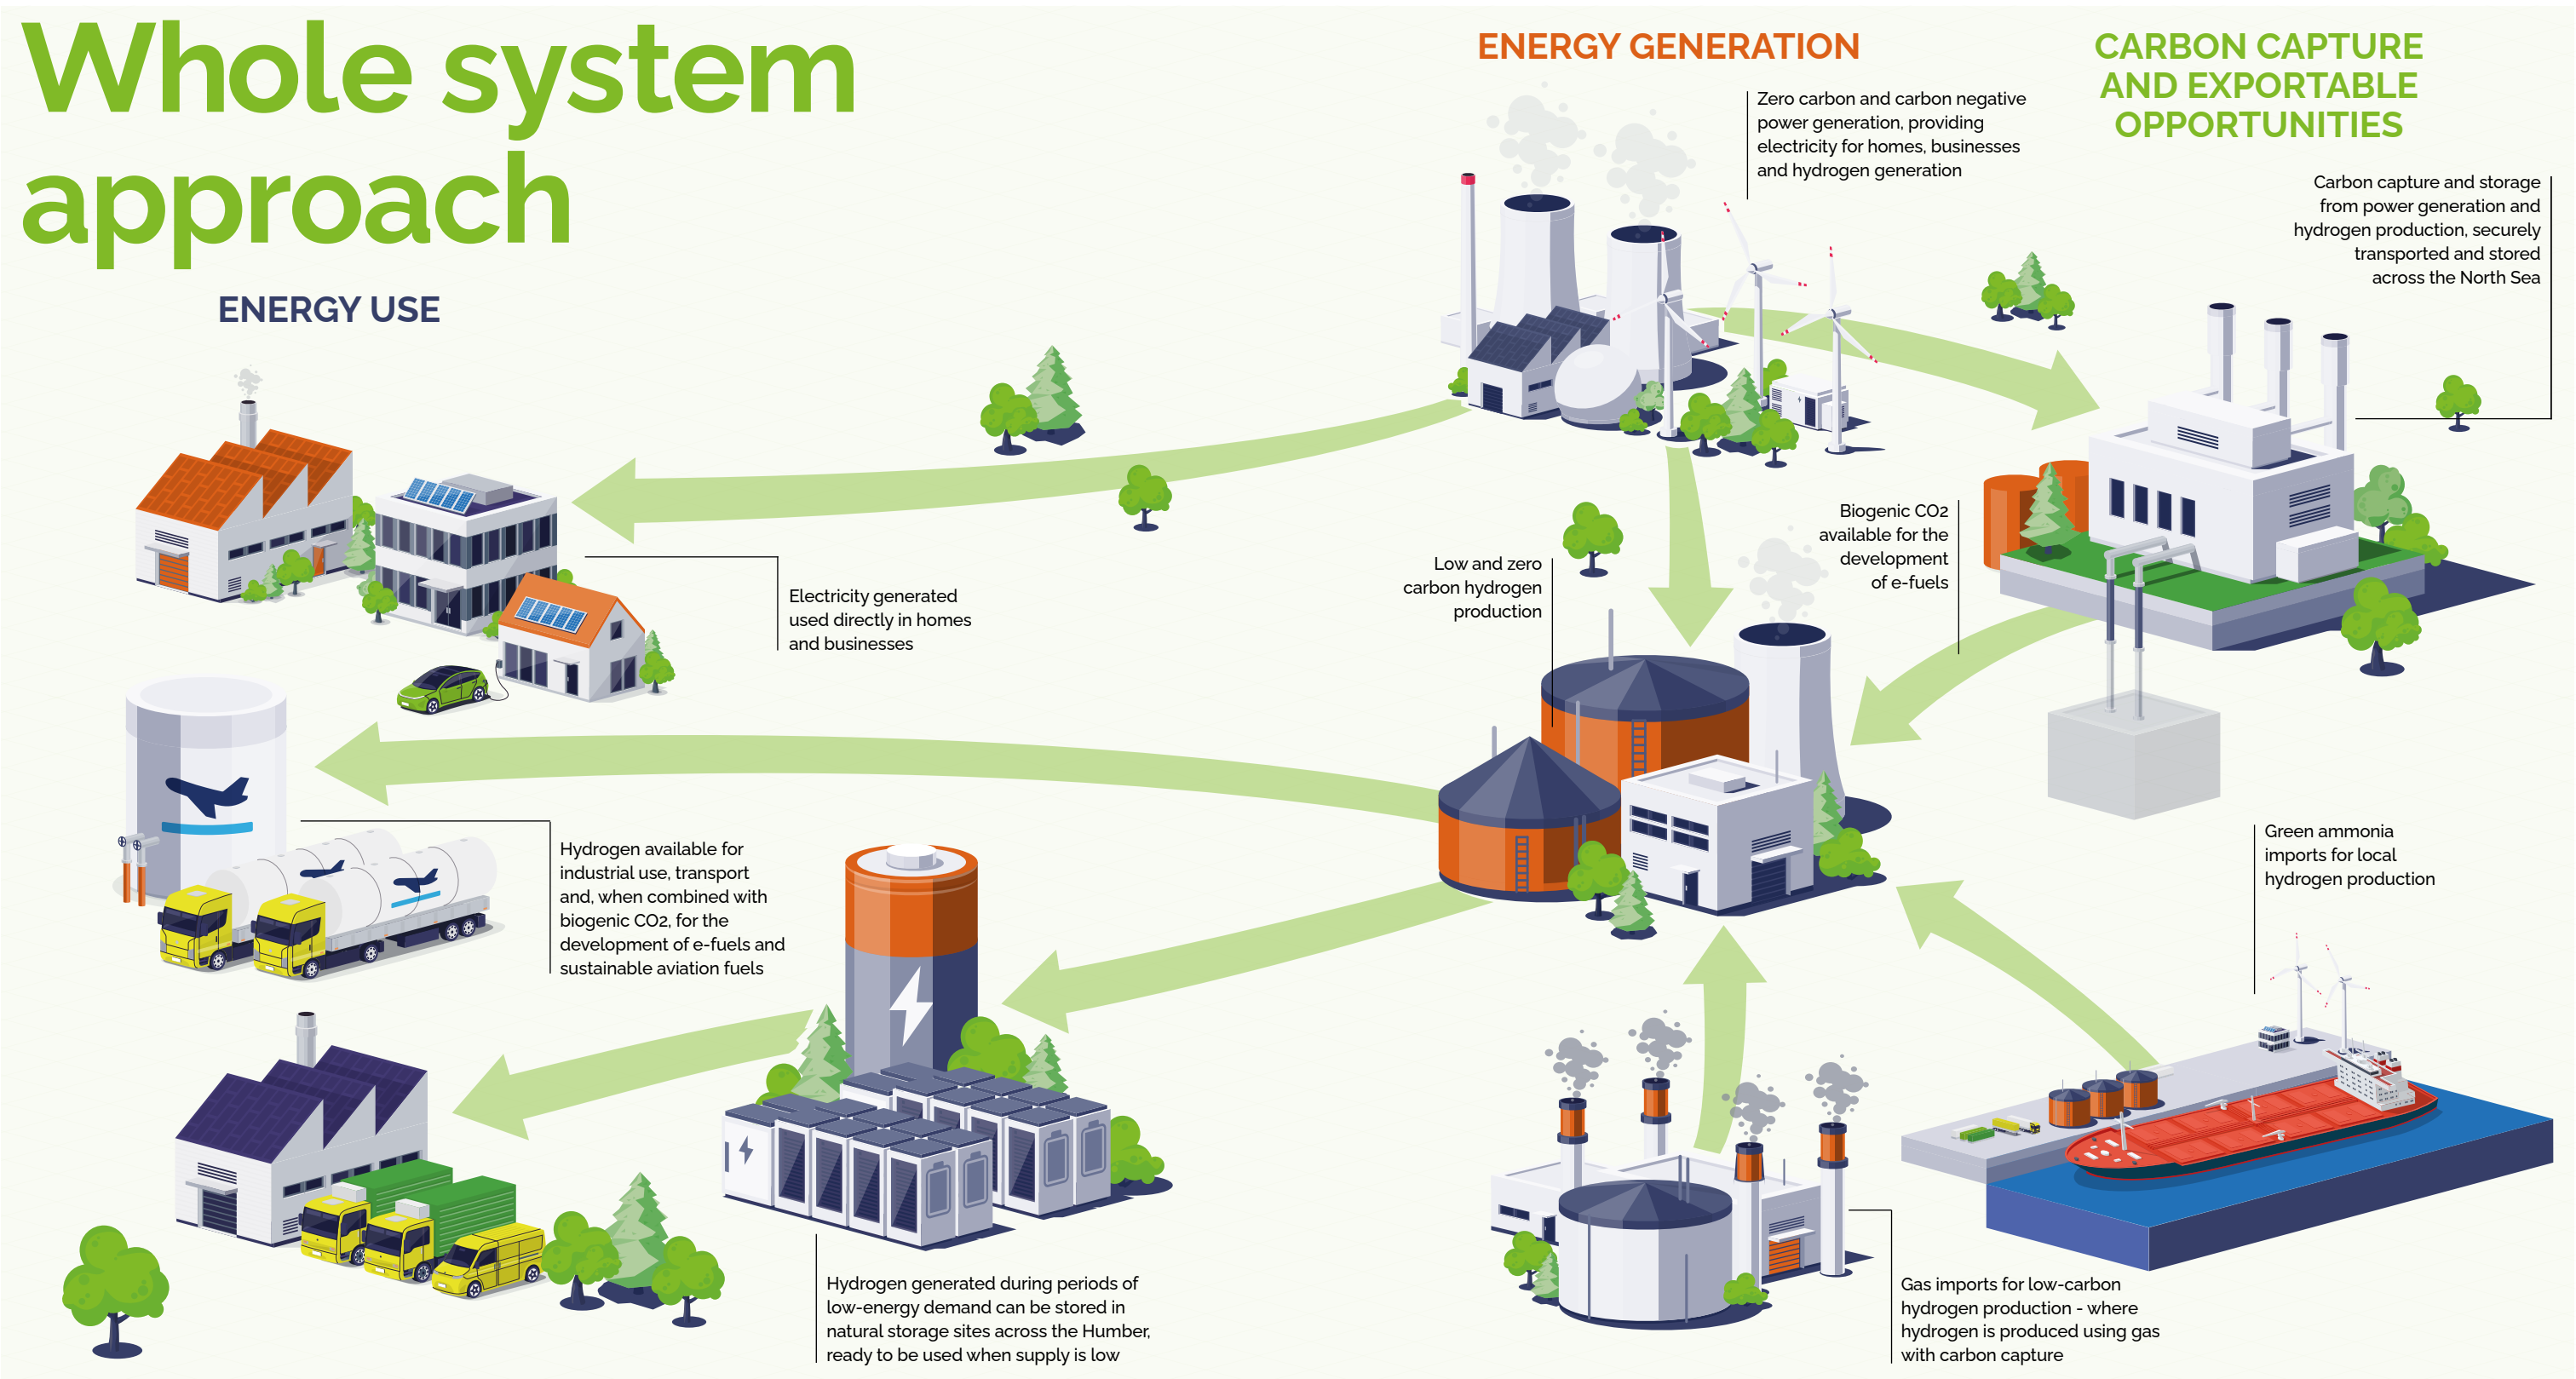 Whole system
approach
ENERGY USE
ENERGY GENERATION
Zero carbon and carbon negative
power generation, providing
electricity for homes, businesses
and hydrogen generation
CARBON CAPTURE
AND EXPORTABLE
OPPORTUNITIES
Carbon capture and storage
from power generation and
hydrogen production, securely
transported and stored
across the North Sea
Electricity generated
used directly in homes
and businesses
Low and zero
carbon hydrogen
production
Biogenic CO2
available for the
development
of e-fuels
Hydrogen available for
industrial use, transport
and, when combined with
biogenic CO2, for the
development of e-fuels and
sustainable aviation fuels
Green ammonia
imports for local
hydrogen production
Hydrogen generated during periods of
low-energy demand can be stored in
natural storage sites across the Humber,
ready to be used when supply is low
Gas imports for low-carbon
hydrogen production - where
hydrogen is produced using gas
with carbon capture